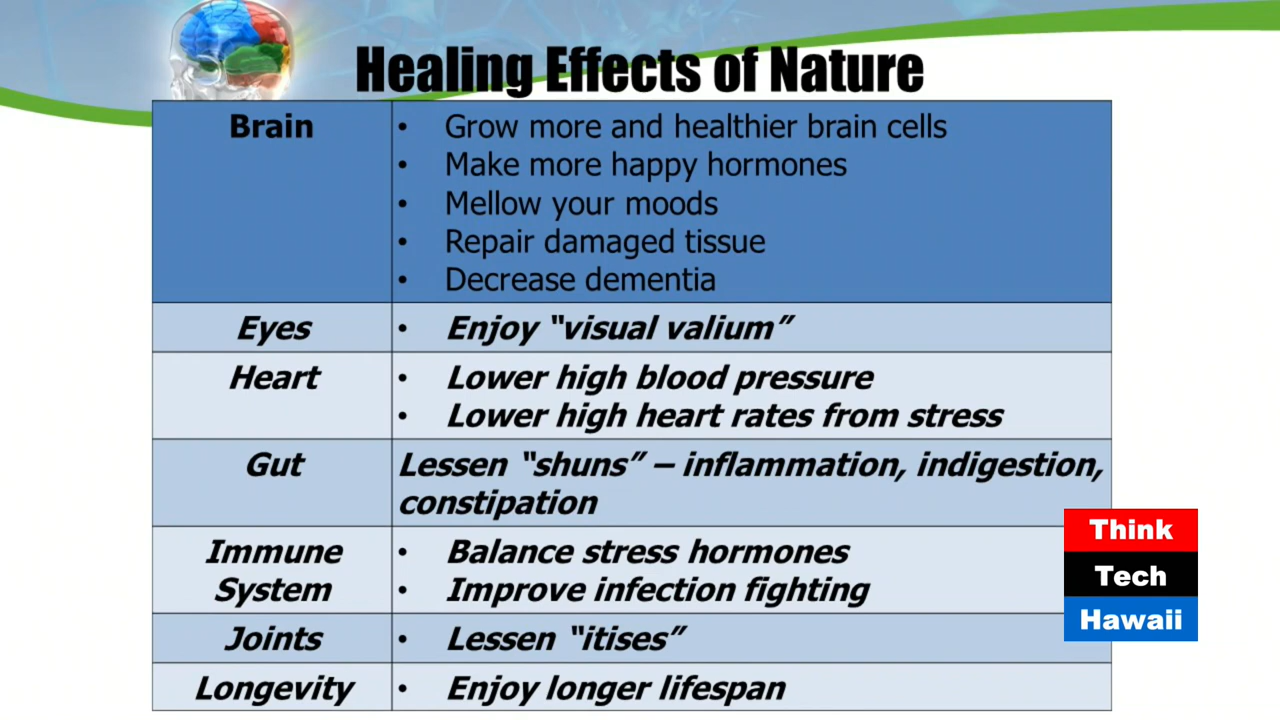 Healing Effects of Nature
Brain
• Grow more and healthier brain cells
• Make more happy hormones
• Mellow your moods
• Repair damaged tissue
• Decrease dementia
Eyes
• Enjoy “visual valium”
Heart
• Lower high blood pressure
• Lower high heart rates from stress
Gut
Lessen “shuns” – inflammation, indigestion,
constipation
Immune
System
• Balance stress hormones
• Improve infection fighting
Joints
• Lessen “itises”
Longevity
• Enjoy longer lifespan
Think
Tech
Hawaii